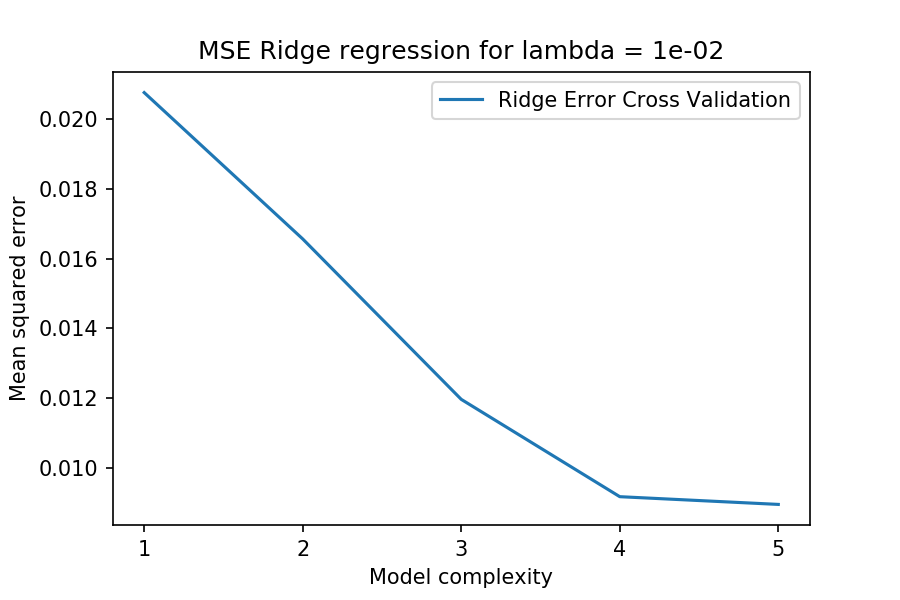 MSE Ridge regression for lambda = 1e-02
Ridge Error Cross Validation
Mean squared error
0.020
0.018
0.016
0.014
0.012
0.010
1 2 3 4 5
Model complexity